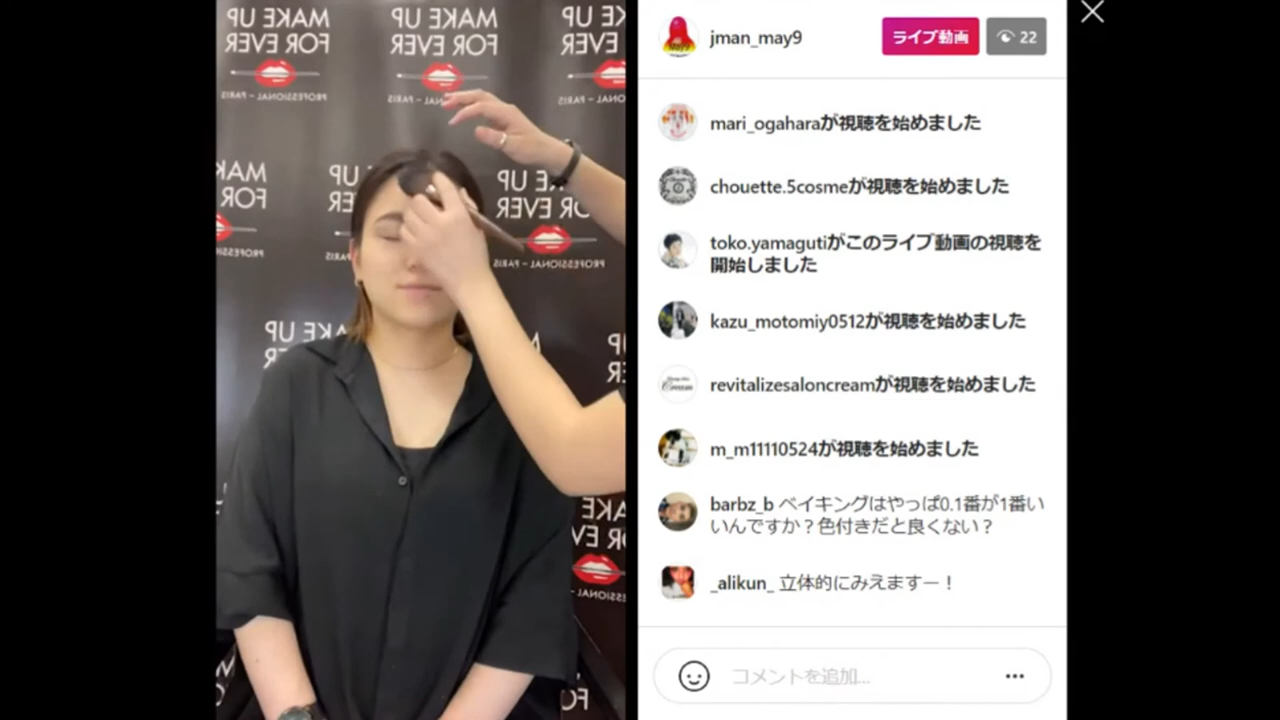 MAKE UP
FOR EVER
PROFESSIONAL – PARIS
MAKE UP
FOR EVER
PROFESSIONAL – PARIS
UP
EVER
MAKE UP
FOR EVER
PROFESSIONAL – PARIS
MAKE UP
jman_may9
ライブ動画
22
mari_ogaharaが視聴を始めました
chouette.5cosmeが視聴を始めました
toko.yamagutiがこのライブ動画の視聴を
開始しました
kazu_motomiy0512が視聴を始めました
revitalizesaloncreamが視聴を始めました
m_m11110524が視聴を始めました
barbz_b ベイキングはやっぱ0.1番が1番い
いんですか？色付きだと良くない？
_alikun_ 立体的にみえますー！
コメントを追加...